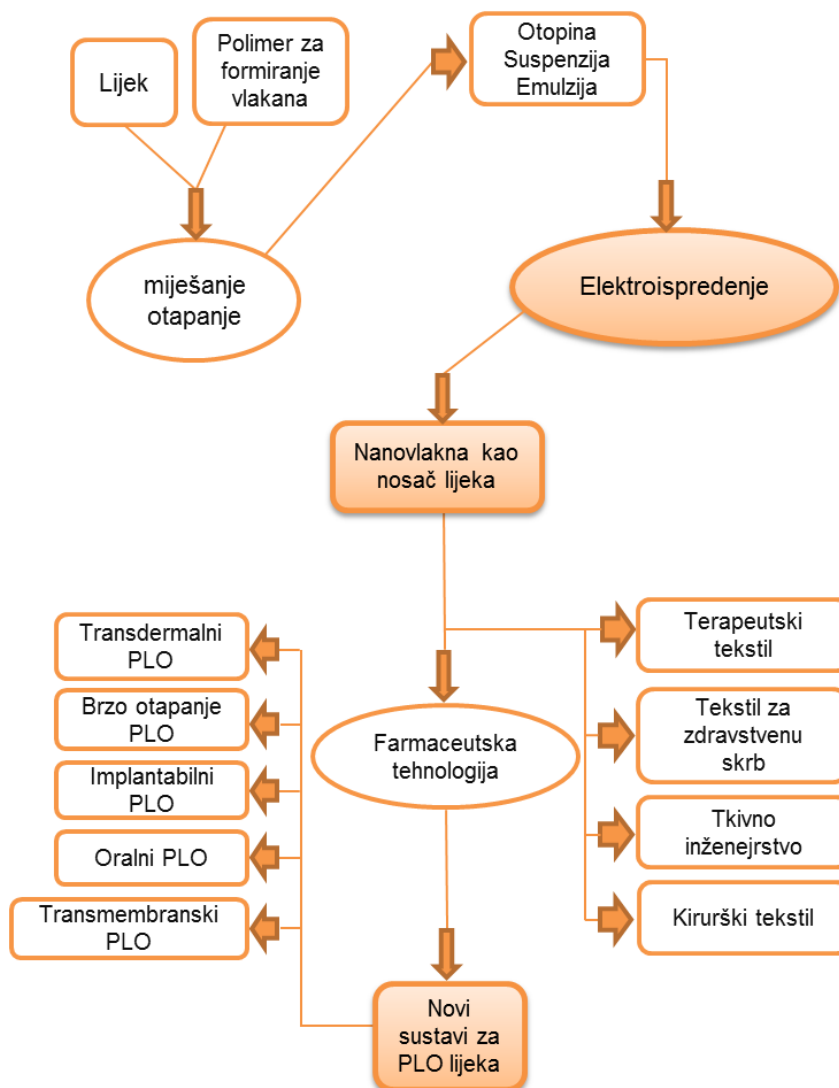 Lijek
Polimer za
formiranje
vlakana
Otopina
Suspenzija
Emulzija
miješanje
otapanje
Elektroispredenje
Nanovlakna kao
nosač lijeka
Transdermalni
PLO
Brzo otapanje
PLO
Implantabilni
PLO
Oralni PLO
Transmembranski
PLO
Farmaceutska
tehnologija
Terapeutski
tekstil
Tekstil za
zdravstvenu
skrb
Tkivno
inženejrstvo
Kirurški tekstil
Novi
sustavi za
PLO lijeka